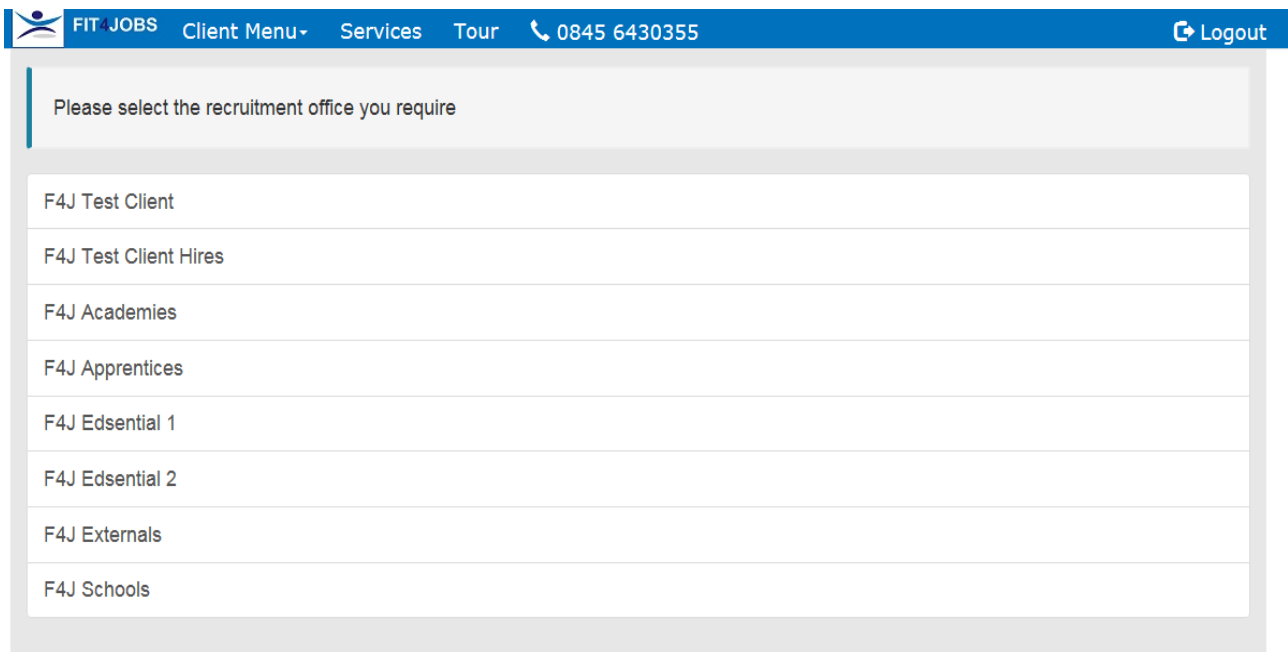 FIT4JOBS Client Menu Services Tour 0845 6430355 Logout
Please select the recruitment office you require
F4J Test Client
F4J Test Client Hires
F4J Academies
F4J Apprentices
F4J Edsential 1
F4J Edsential 2
F4J Externals
F4J Schools